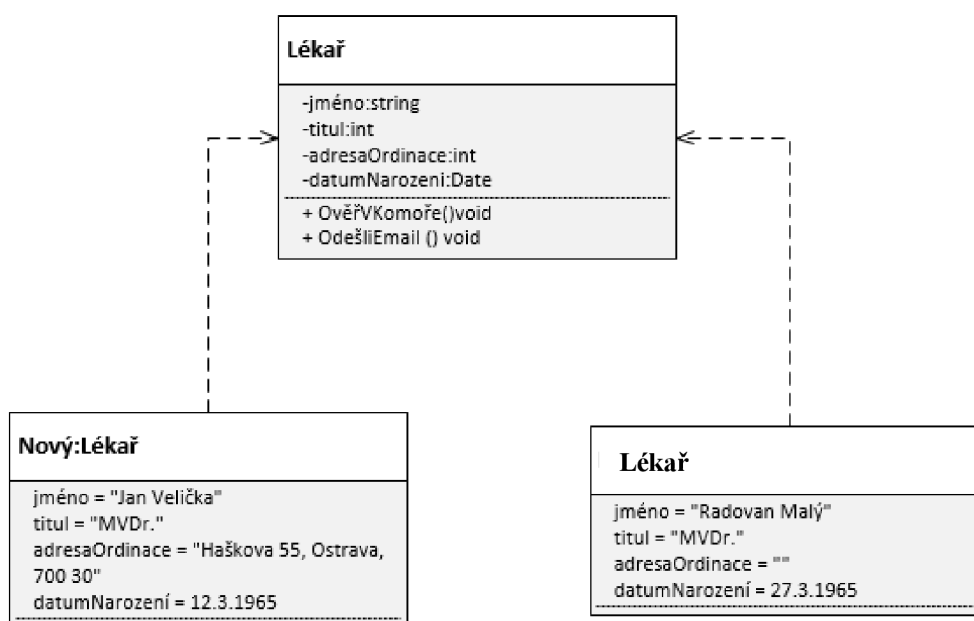 Lékař
-jméno:string
-titul:int
-adresaOrdinace:int
-datumNarozeni:Date
+ OvěřVKomoře()void
+ OdešliEmail () void
Nový:Lékař
jméno = "Jan Velička"
titul = "MVDr."
adresaOrdinace = "Haškova 55, Ostrava,
700 30"
datumNarození = 12.3.1965
Lékař
jméno = "Radovan Malý"
titul = "MVDr."
adresaOrdinace = ""
datumNarození = 27.3.1965